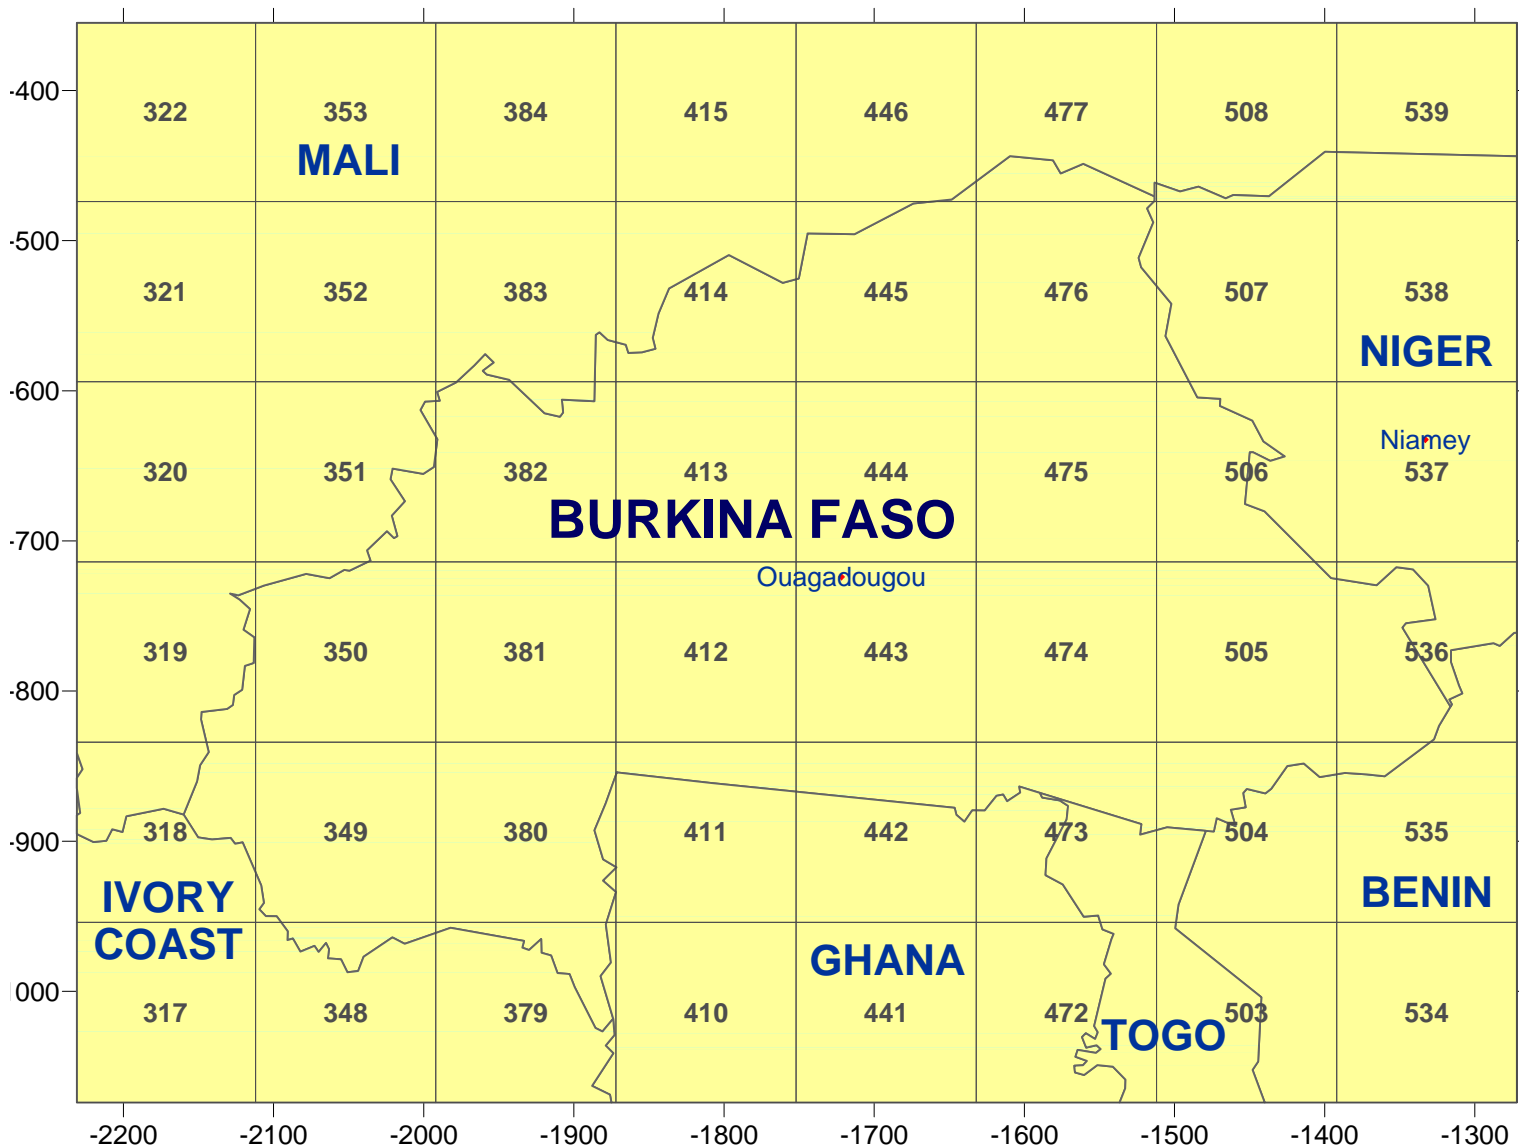 -400
322 353 384 415 446 477 508 539
MALI
-500
321 352 383 414 445 476 507 538
NIGER
-600
Niamey
320 351 382 413 444 475 506 537
BURKINA FASO
-700
Ouagadougou
319 350 381 412 443 474 505 536
-800
318 349 380 411 442 473 504 535
-900
IVORY
COAST
BENIN
GHANA
000
317 348 379 410 441 472 503 534
TOGO
-2200 -2100 -2000 -1900 -1800 -1700 -1600 -1500 -1400 -1300